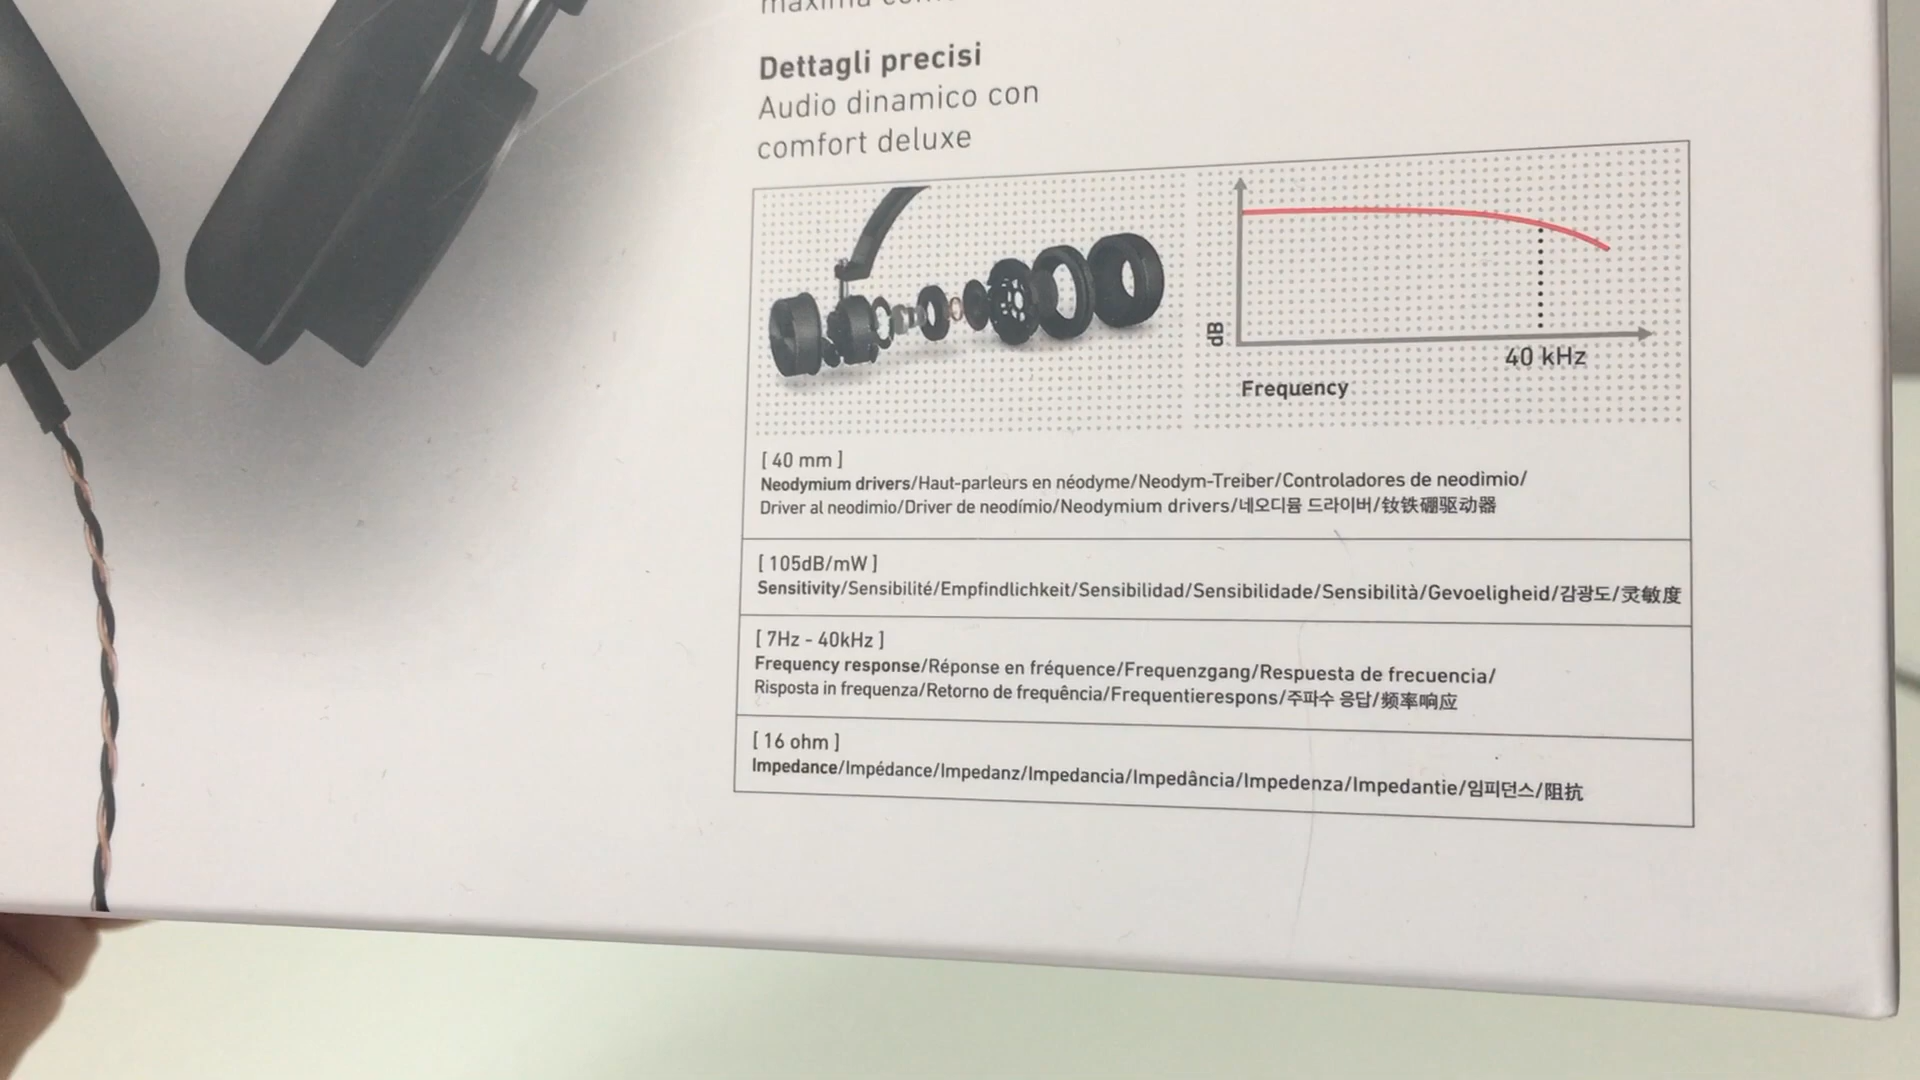 Dettagli precisi
Audio dinamico con
comfort deluxe
dB
40 kHz
Frequency
[ 40 mm ]
Neodymium drivers/Haut-parleurs en néodyme/Neodym-Treiber/Controladores de neodimio/
Driver al neodimio/Driver de neodímio/Neodymium drivers/네오디뮴 드라이버/钕铁硼驱动器
[ 105dB/mW ]
Sensitivity/Sensibilité/Empfindlichkeit/Sensibilidad/Sensibilidade/Sensibilità/Gevoeligheid/감광도/灵敏度
[ 7Hz - 40kHz ]
Frequency response/Réponse en fréquence/Frequenzgang/Respuesta de frecuencia/
Risposta in frequenza/Retorno de frequência/Frequentierespons/주파수 응답/频率响应
[ 16 ohm ]
Impedance/Impédance/Impedanz/Impedancia/Impedância/Impedenza/Impedantie/임피던스/阻抗